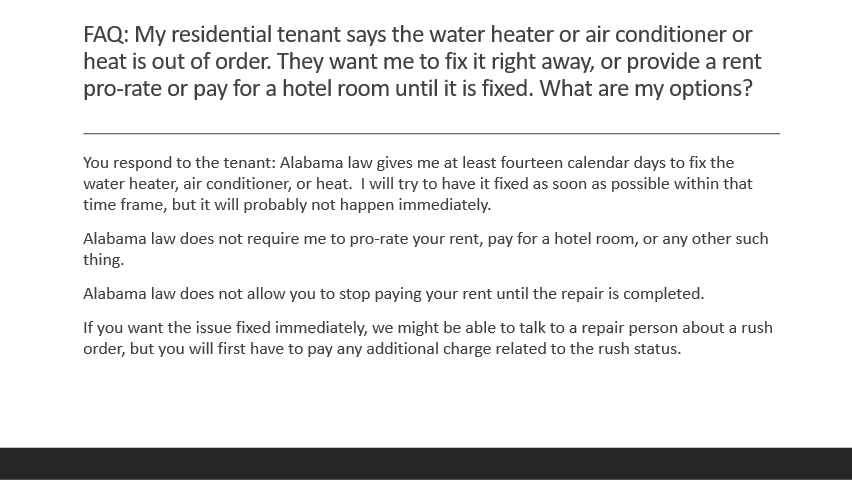 FAQ: My residential tenant says the water heater or air conditioner or
heat is out of order. They want me to fix it right away, or provide a rent
pro-rate or pay for a hotel room until it is fixed. What are my options?
You respond to the tenant: Alabama law gives me at least fourteen calendar days to fix the
water heater, air conditioner, or heat.  I will try to have it fixed as soon as possible within that
time frame, but it will probably not happen immediately.
Alabama law does not require me to pro-rate your rent, pay for a hotel room, or any other such
thing.
Alabama law does not allow you to stop paying your rent until the repair is completed.
If you want the issue fixed immediately, we might be able to talk to a repair person about a rush
order, but you will first have to pay any additional charge related to the rush status.